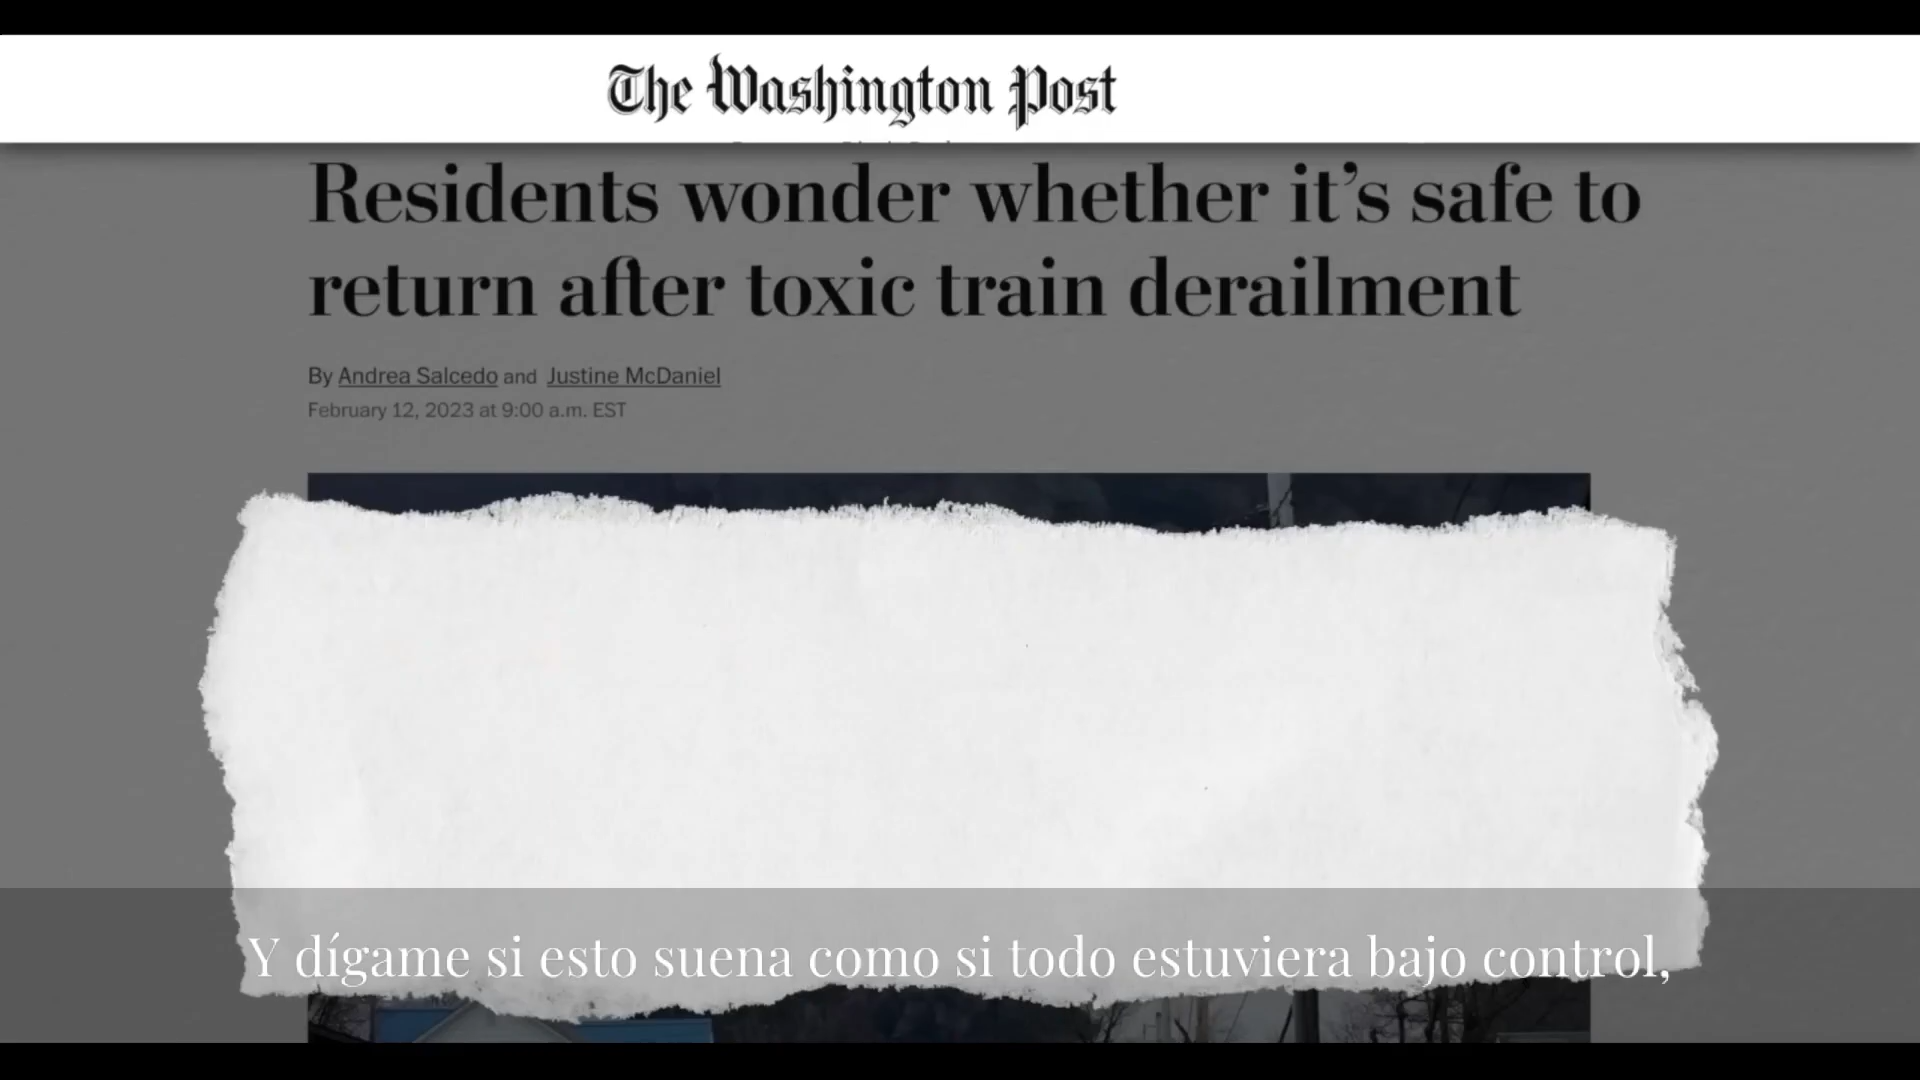 The Washington Post
Residents wonder whether it’s safe to
return after toxic train derailment
By Andrea Salcedo and Justine McDaniel
February 12, 2023 at 9:00 a.m. EST
Y dígame si esto suena como si todo estuviera bajo control,